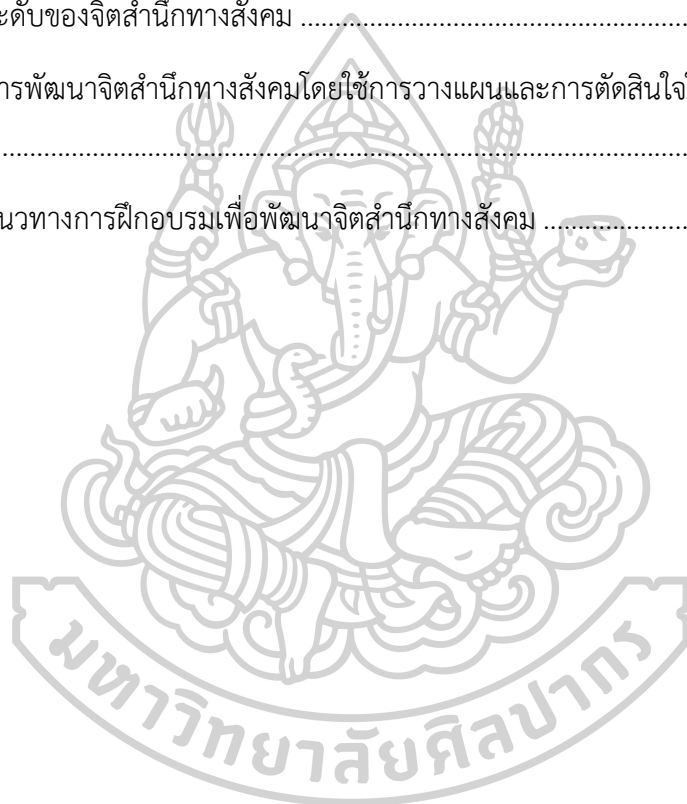 ะดับของจิตสำนึกทางสังคม ......................................................
ารพัฒนาจิตสำนึกทางสังคมโดยใช้การวางแผนและการตัดสินใจ
................................................................................................
นวทางการฝึกอบรมเพื่อพัฒนาจิตสำนึกทางสังคม ....................
มหาวิทยาลัยศิลปากร